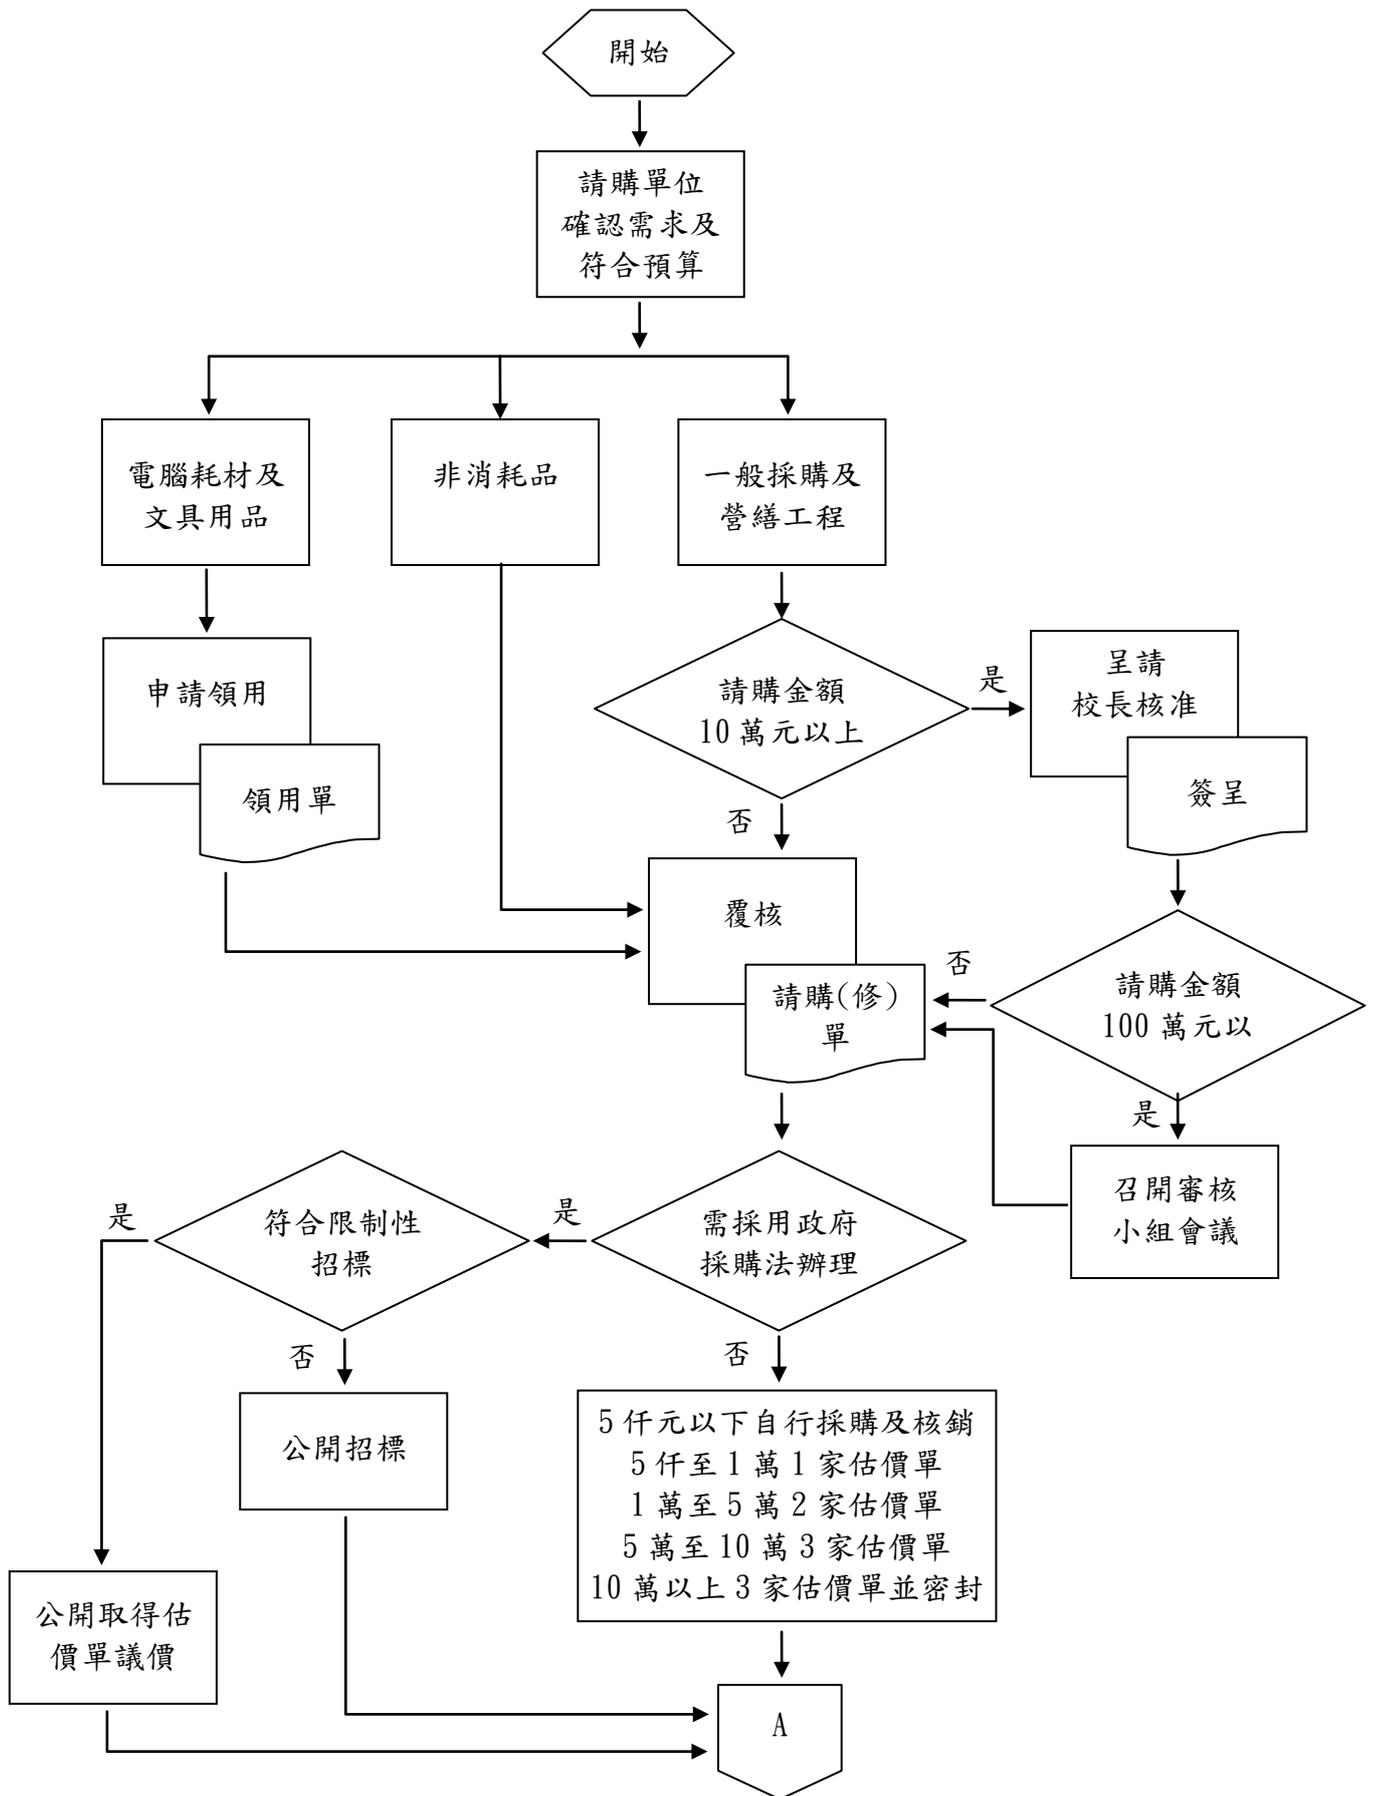 開始
請購單位
確認需求及
符合預算
電腦耗材及
文具用品
非消耗品
一般採購及
營繕工程
申請領用
領用單
請購金額
10萬元以上
是
呈請
校長核准
簽呈
否
覆核
請購(修)
單
否
請購金額
100萬元以
是
召開審核
小組會議
是
符合限制性
招標
是
需採用政府
採購法辦理
否
公開招標
否
5仟元以下自行採購及核銷
5仟至1萬1家估價單
1萬至5萬2家估價單
5萬至10萬3家估價單
10萬以上3家估價單並密封
公開取得估
價單議價
A